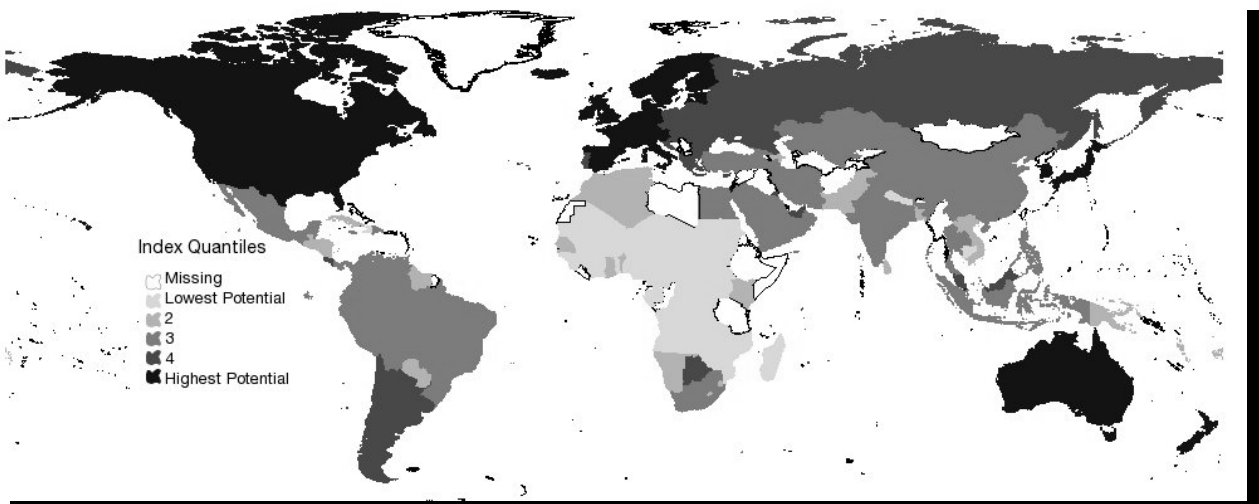 Index Quantiles
Missing
Lowest Potential
2
3
4
Highest Potential